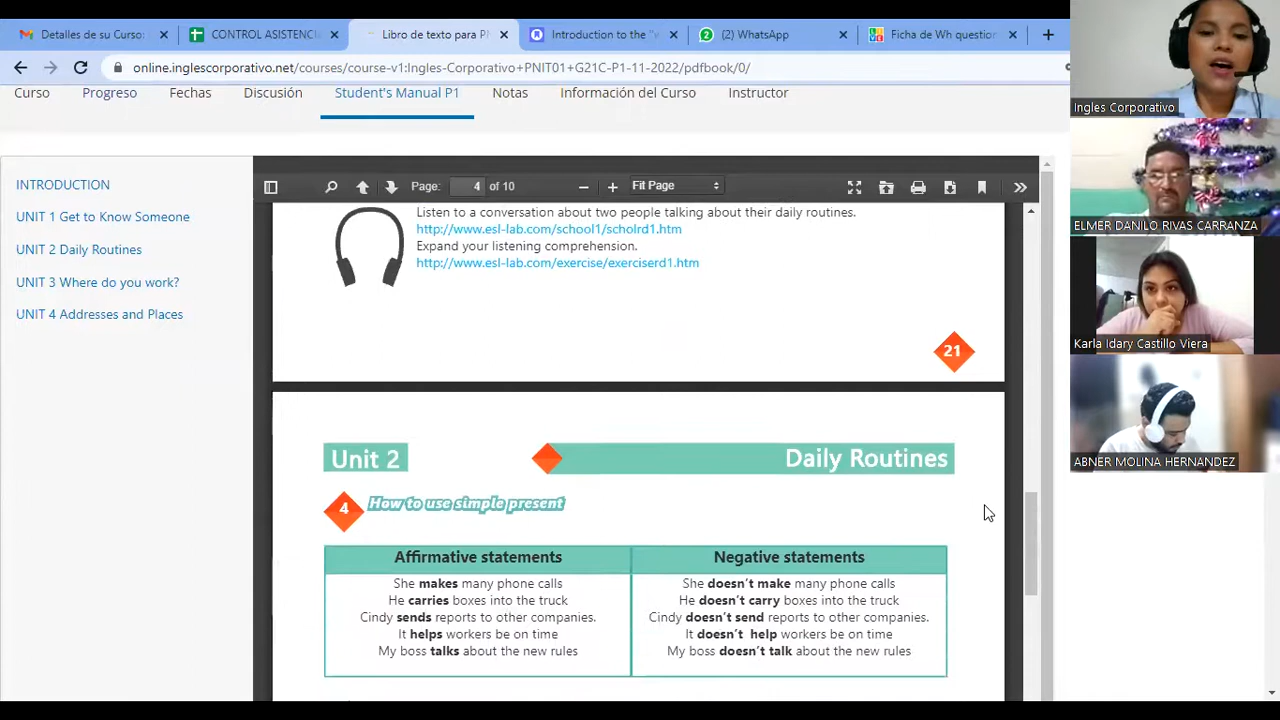 Detalles de su Curso:
CONTROL ASISTENCI
Libro de texto para P
Introduction to the "v
(2) WhatsApp
Ficha de Wh question
online.inglescorporativo.net/courses/course-v1:Ingles-Corporativo+PNIT01+G21C-P1-11-2022/pdfbook/0/
Curso
Progreso
Fechas
Discusión
Student's Manual P1
Notas
Información del Curso
Instructor
INTRODUCTION
UNIT 1 Get to Know Someone
UNIT 2 Daily Routines
UNIT 3 Where do you work?
UNIT 4 Addresses and Places
Page: 4 of 10
Fit Page
Listen to a conversation about two people talking about their daily routines.
http://www.esl-lab.com/school1/scholrd1.htm
Expand your listening comprehension.
http://www.esl-lab.com/exercise/exerciserd1.htm
21
Unit 2
Daily Routines
4 How to use simple present
Affirmative statements
She makes many phone calls
He carries boxes into the truck
Cindy sends reports to other companies.
It helps workers be on time
My boss talks about the new rules
Negative statements
She doesn't make many phone calls
He doesn't carry boxes into the truck
Cindy doesn't send reports to other companies.
It doesn't help workers be on time
My boss doesn't talk about the new rules
Ingles Corporativo
ELMER DANILO RIVAS CARRANZA
Karla Idary Castillo Viera
ABNER MOLINA HERNANDEZ